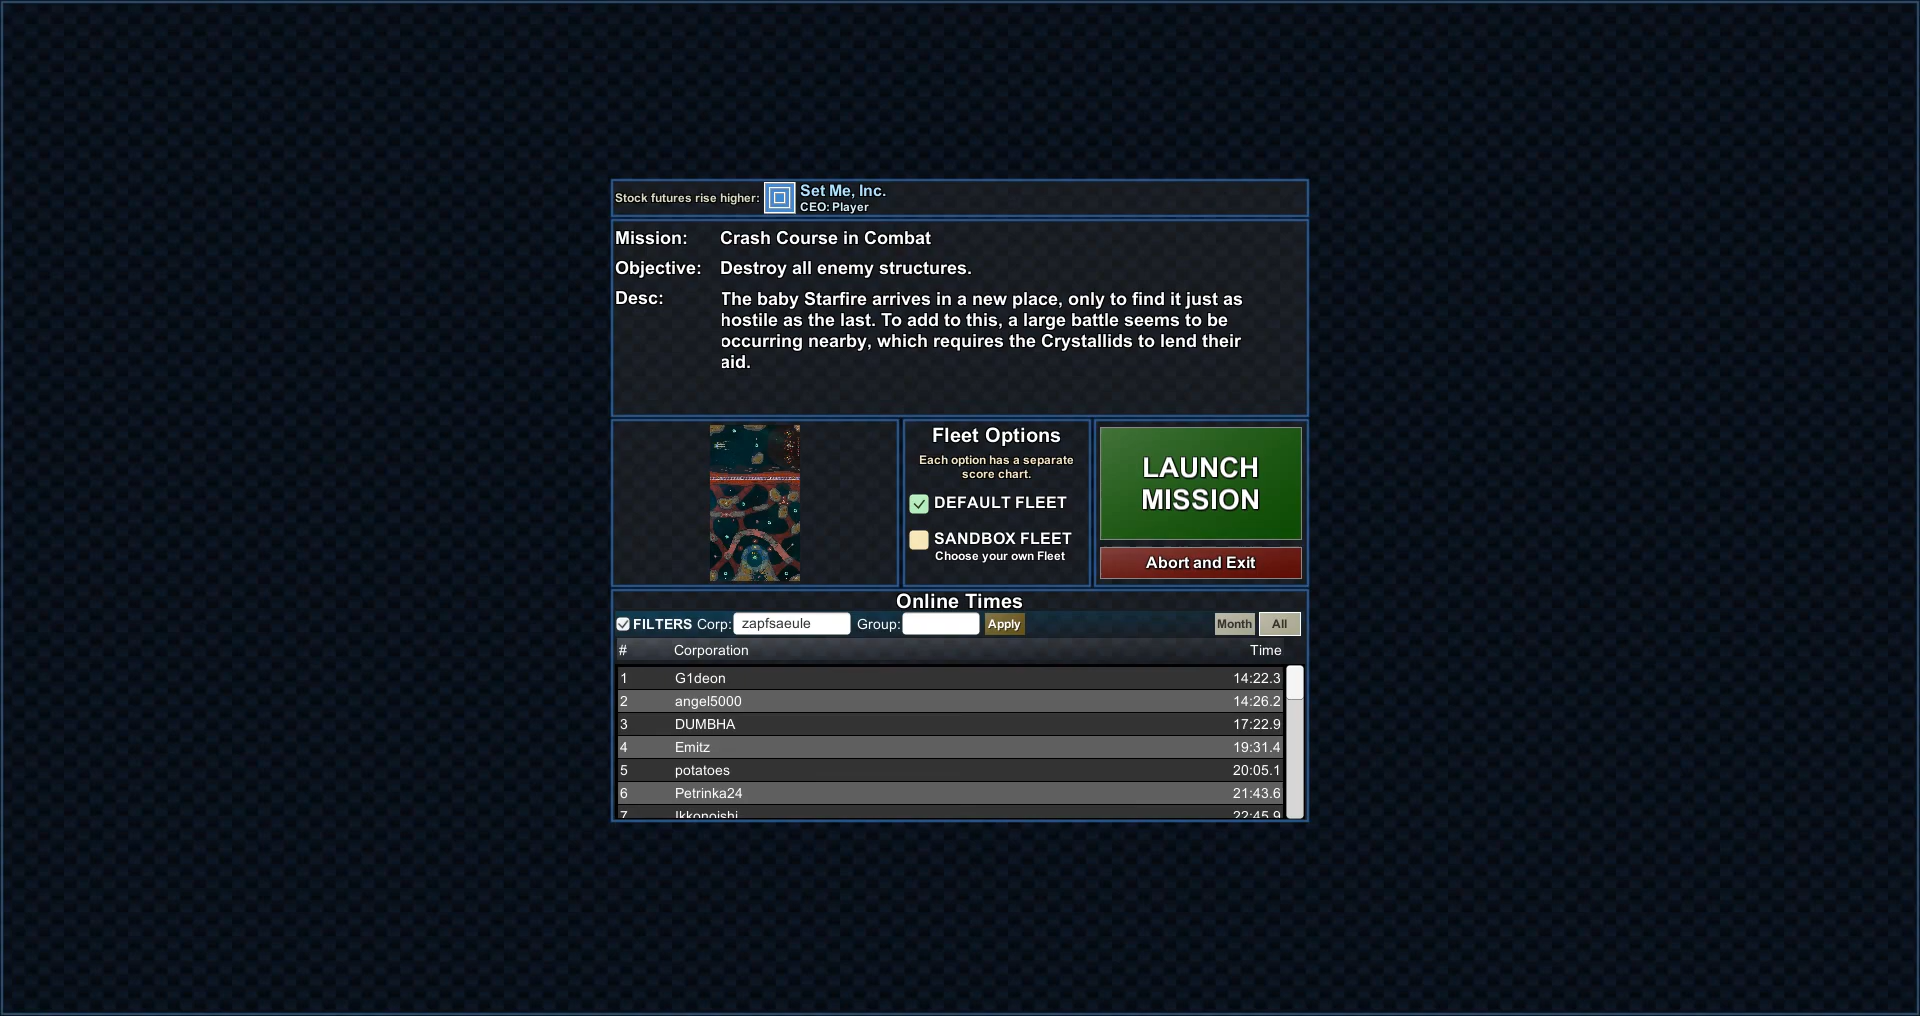 Stock futures rise higher: Set Me, Inc.
CEO: Player
Mission: Crash Course in Combat
Objective: Destroy all enemy structures.
Desc: The baby Starfire arrives in a new place, only to find it just as
hostile as the last. To add to this, a large battle seems to be
occurring nearby, which requires the Crystallids to lend their
aid.
Fleet Options
Each option has a separate
score chart.
DEFAULT FLEET
SANDBOX FLEET
Choose your own Fleet
LAUNCH
MISSION
Abort and Exit
Online Times
FILTERS Corp: zapfsaeule Group: Apply Month All
# Corporation Time
1 G1deon 14:22.3
2 angel5000 14:26.2
3 DUMBHA 17:22.9
4 Emitz 19:31.4
5 potatoes 20:05.1
6 Petrinka24 21:43.6
7 22:45.9